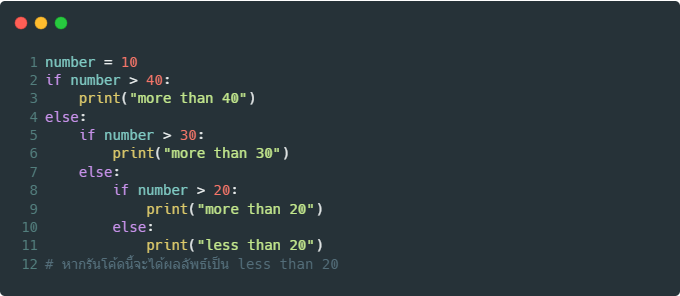 1 number = 10
2 if number > 40:
3     print("more than 40")
4 else:
5     if number > 30:
6         print("more than 30")
7     else:
8         if number > 20:
9             print("more than 20")
10         else:
11             print("less than 20")
12 # หากรันโค้ดนี้จะได้ผลลัพธ์เป็น less than 20